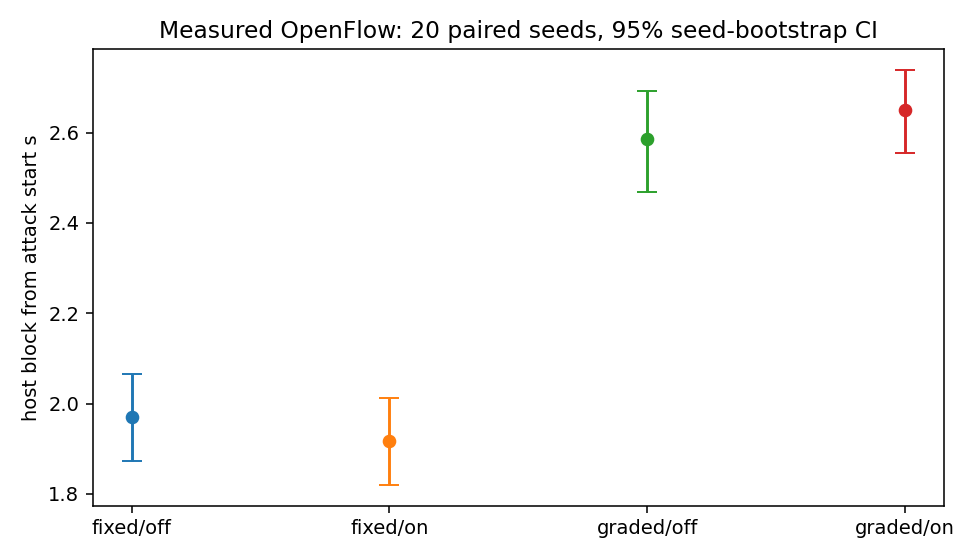 Measured OpenFlow: 20 paired seeds, 95% seed-bootstrap CI
host block from attack start s
2.6
2.4
2.2
2.0
1.8
fixed/off
fixed/on
graded/off
graded/on